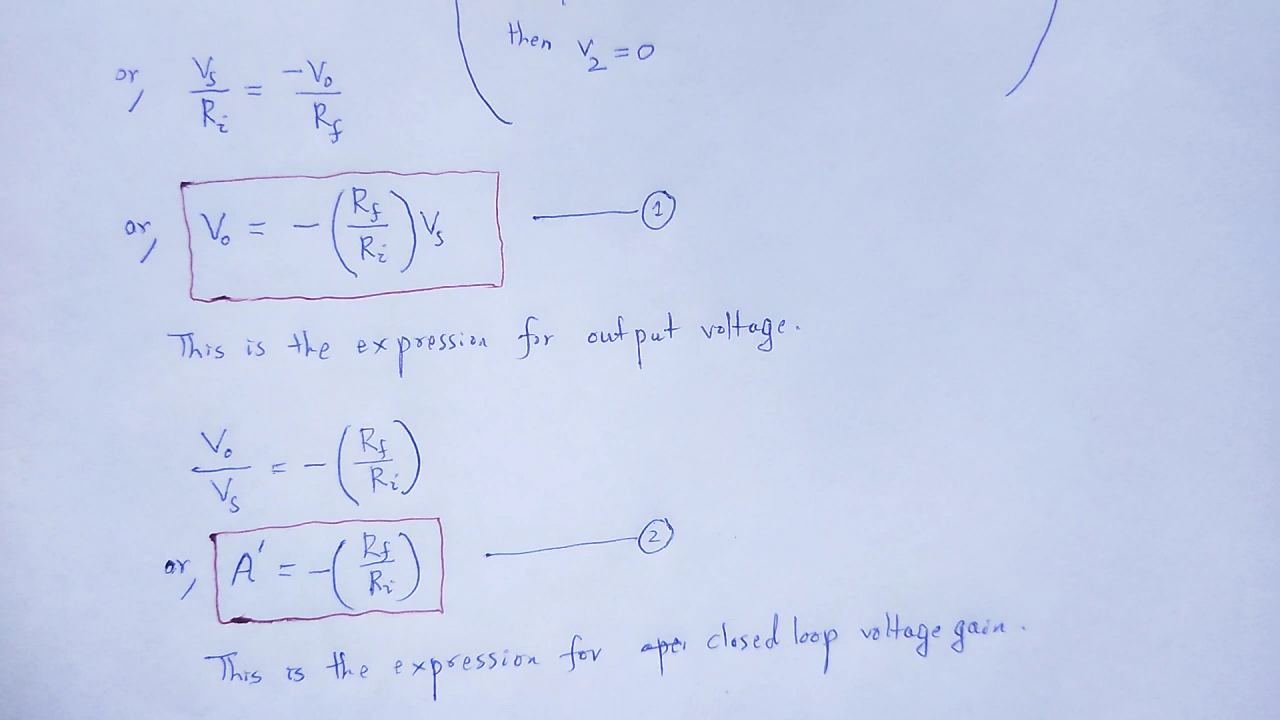 then V₂ = 0
or, Vs/Ri = -Vo/Rf
or, Vo = -(Rf/Ri) Vs ——— ①
This is the expression for output voltage.
Vo/Vs = -(Rf/Ri)
or, A' = -(Rf/Ri) ——— ②
This is the expression for closed loop voltage gain.